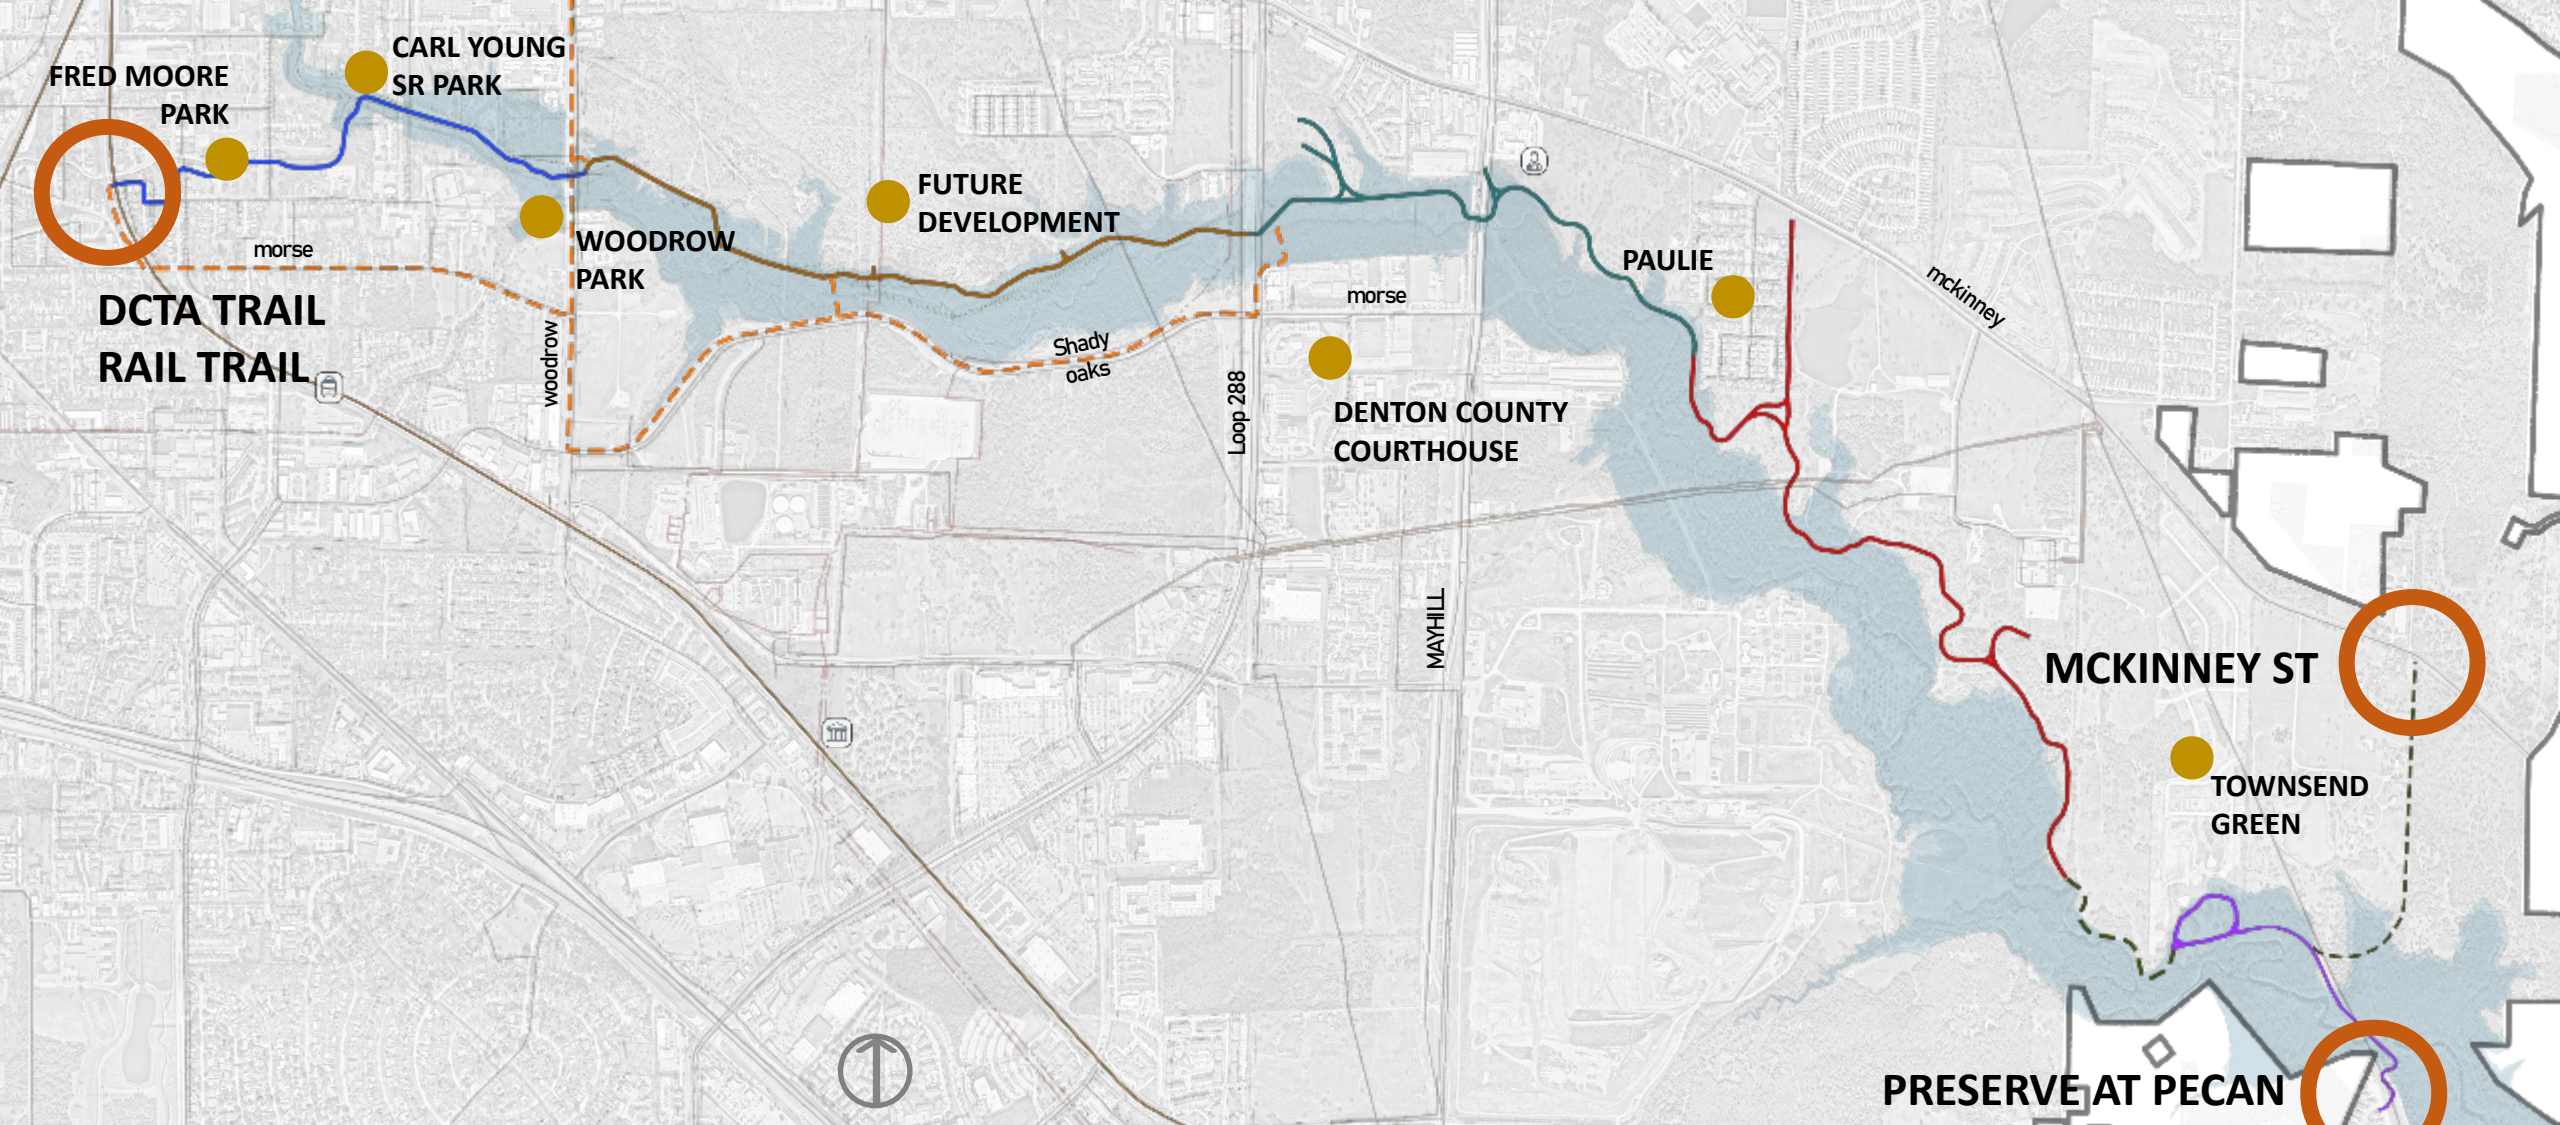 CARL YOUNG
SR PARK
FRED MOORE
PARK
FUTURE
DEVELOPMENT
WOODROW
PARK
morse
DCTA TRAIL
RAIL TRAIL
woodrow
Shady
oaks
Loop 288
morse
PAULIE
mckinney
DENTON COUNTY
COURTHOUSE
MAYHILL
MCKINNEY ST
TOWNSEND
GREEN
PRESERVE AT PECAN